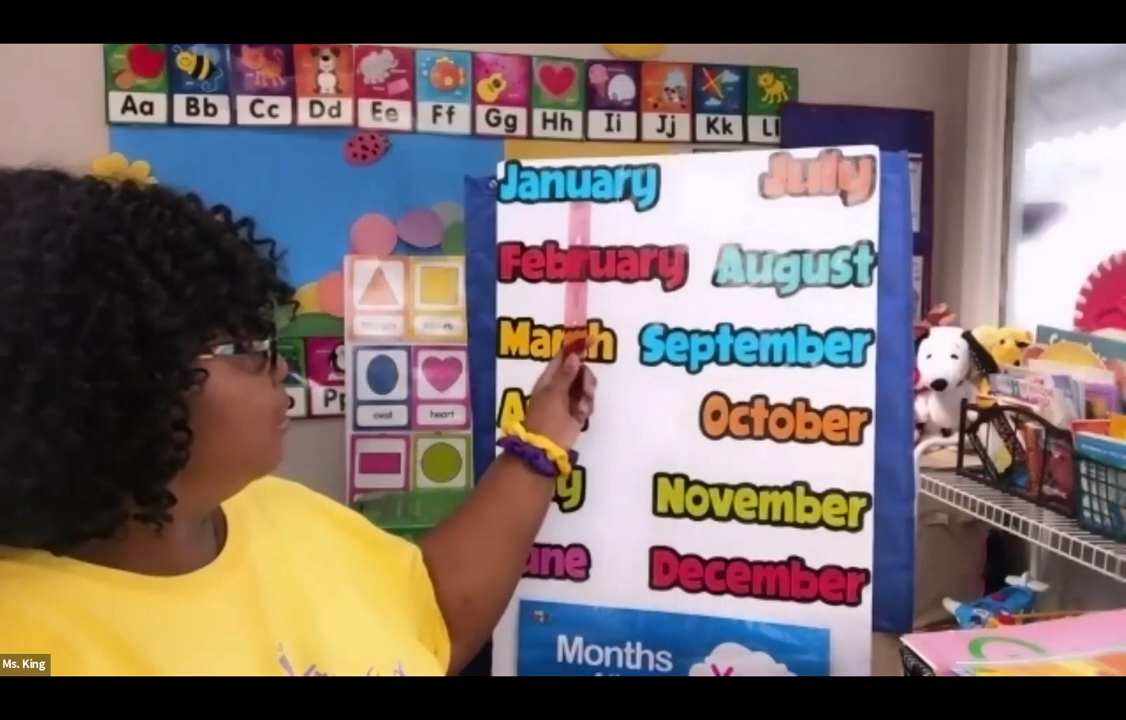 Aa Bb Cc Dd Ee Ff Gg Hh Ii Jj Kk Ll
January July
February August
March September
October
oval heart
November
December
Months
Ms. King